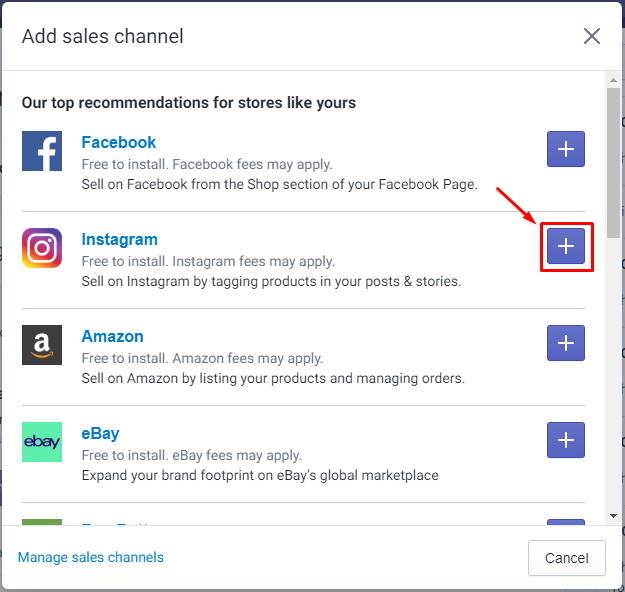 Add sales channel
Our top recommendations for stores like yours
Facebook
Free to install. Facebook fees may apply.
Sell on Facebook from the Shop section of your Facebook Page.
Instagram
Free to install. Instagram fees may apply.
Sell on Instagram by tagging products in your posts & stories.
Amazon
Free to install. Amazon fees may apply.
Sell on Amazon by listing your products and managing orders.
ebay
eBay
Free to install. eBay fees may apply.
Expand your brand footprint on eBay's global marketplace
Manage sales channels
Cancel